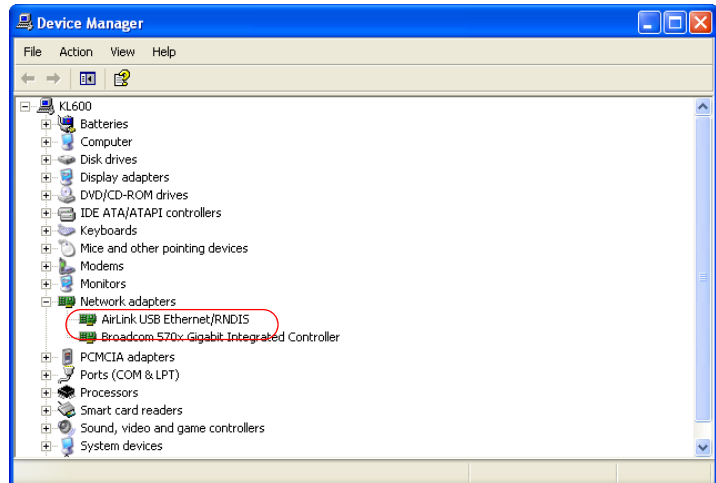 Device Manager
File Action View Help
KL600
Batteries
Computer
Disk drives
Display adapters
DVD/CD-ROM drives
IDE ATA/ATAPI controllers
Keyboards
Mice and other pointing devices
Modems
Monitors
Network adapters
AirLink USB Ethernet/RNDIS
Broadcom 570x Gigabit Integrated Controller
PCMCIA adapters
Ports (COM & LPT)
Processors
Smart card readers
Sound, video and game controllers
System devices